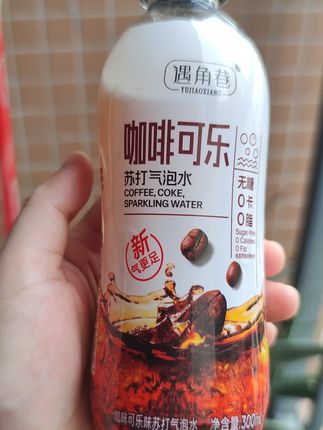 遇角巷
YUJIAOXIANG
咖啡可乐
苏打气泡水
COFFEE, COKE,
SPARKLING WATER
无糖
0卡
0脂
Sugar-free
0 Calories
0 Fat
新
气更足
咖啡可乐味苏打气泡水 净含量:300m